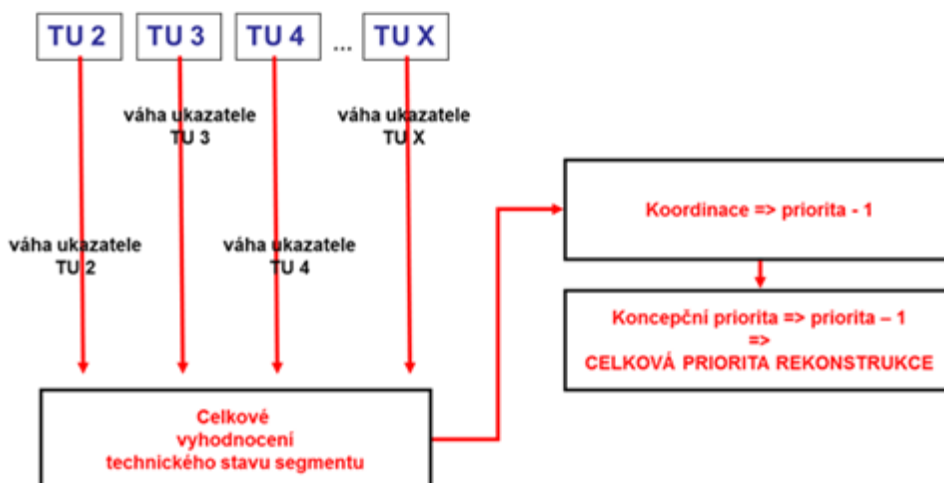 TU 2 TU 3 TU 4 ... TU X
váha ukazatele
TU 3
váha ukazatele
TU X
váha ukazatele
TU 2
váha ukazatele
TU 4
Koordinace => priorita - 1
Koncepční priorita => priorita – 1
=>
CELKOVÁ PRIORITA REKONSTRUKCE
Celkové
vyhodnocení
technického stavu segmentu